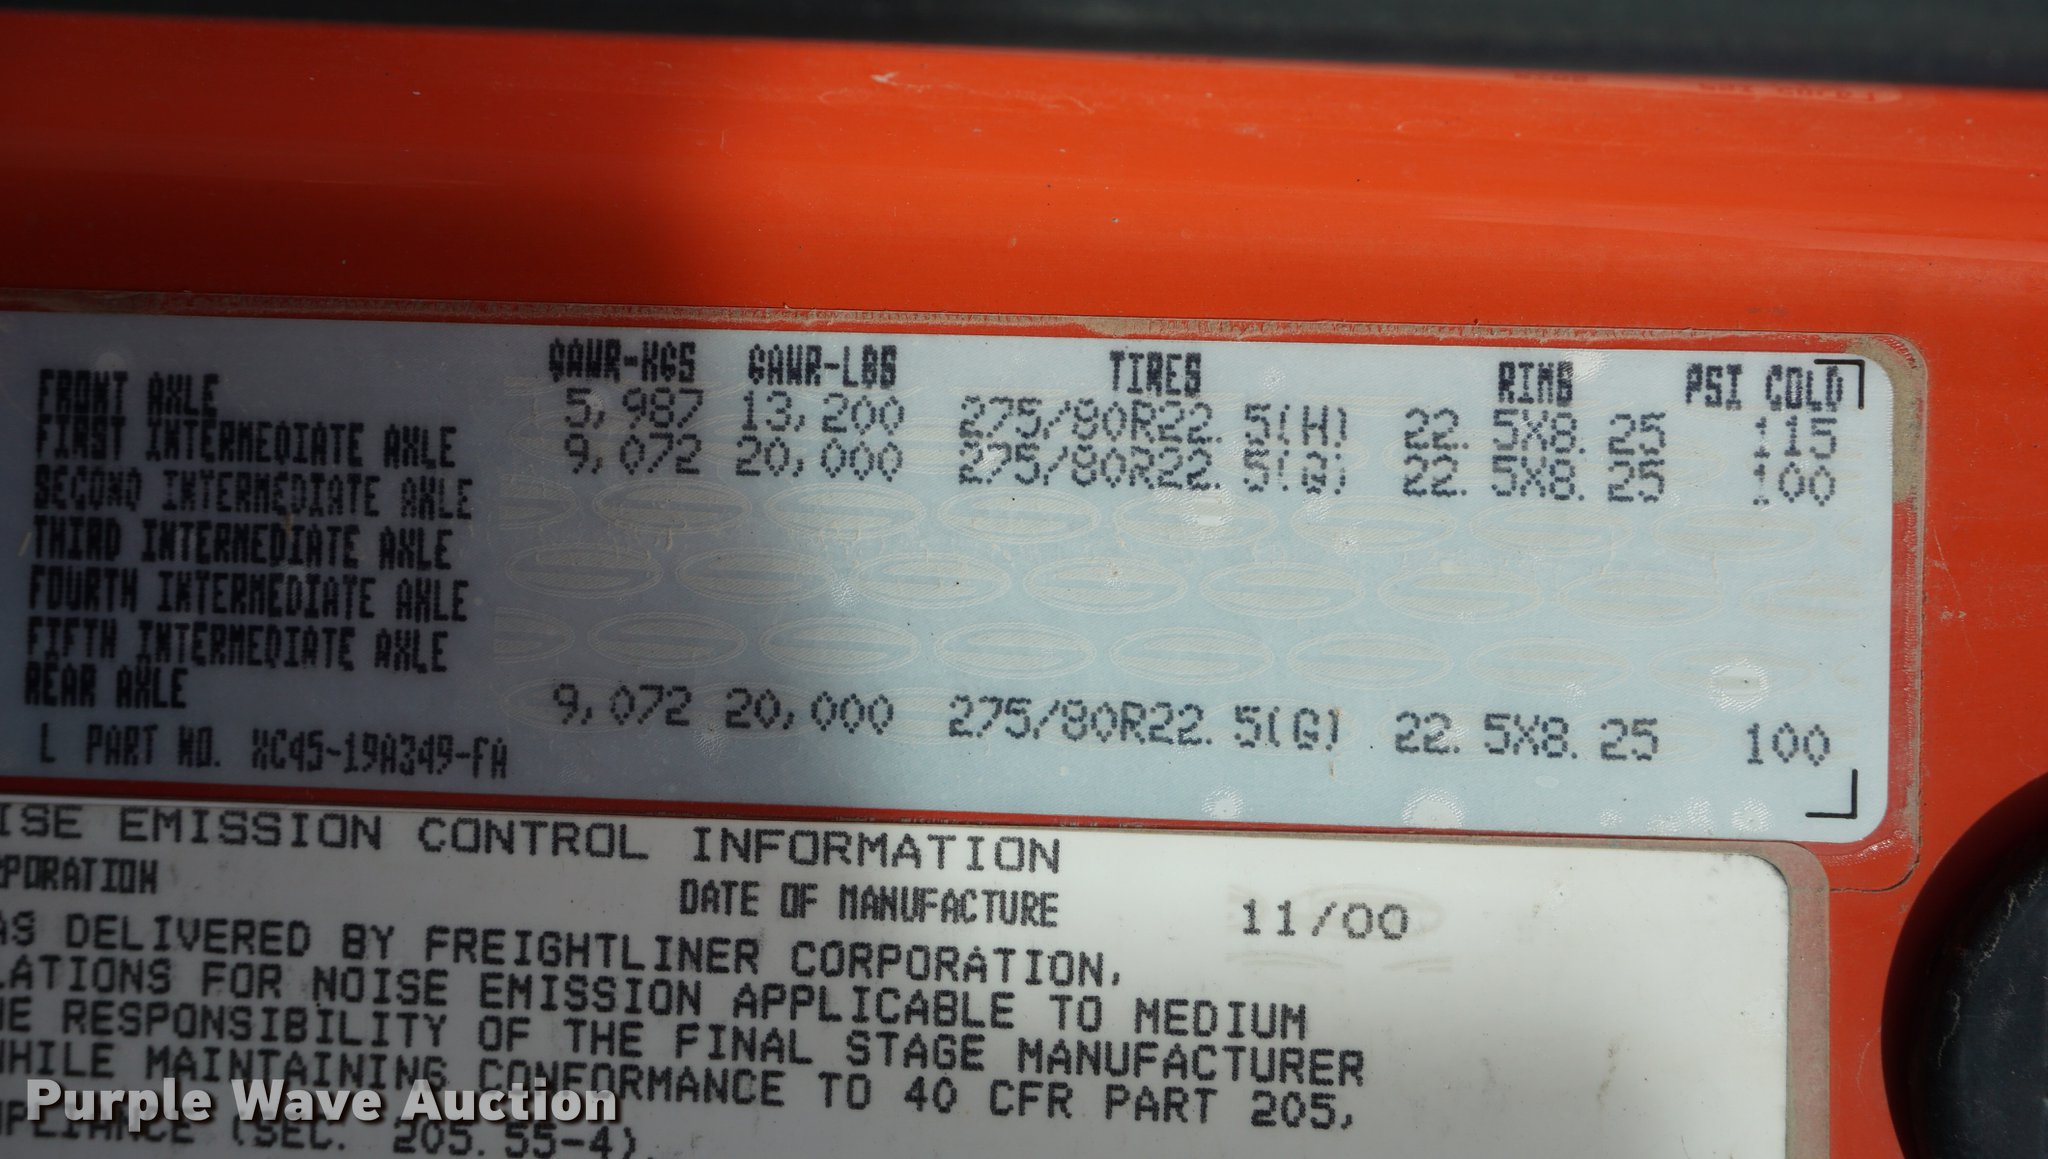 GAWR-KGS GAWR-LBS TIRES RIMS PSI COLD
FRONT AXLE 5,987 13,200 275/80R22.5(H) 22.5X8.25 115
FIRST INTERMEDIATE AXLE 9,072 20,000 275/80R22.5(G) 22.5X8.25 100
SECOND INTERMEDIATE AXLE
THIRD INTERMEDIATE AXLE
FOURTH INTERMEDIATE AXLE
FIFTH INTERMEDIATE AXLE
REAR AXLE 9,072 20,000 275/80R22.5(G) 22.5X8.25 100
L PART NO. XC45-19A349-FA
ISE EMISSION CONTROL INFORMATION
PORATION DATE OF MANUFACTURE 11/00
AS DELIVERED BY FREIGHTLINER CORPORATION,
LATIONS FOR NOISE EMISSION APPLICABLE TO MEDIUM
HE RESPONSIBILITY OF THE FINAL STAGE MANUFACTURER
WHILE MAINTAINING CONFORMANCE TO 40 CFR PART 205,
MPLIANCE (SEC. 205.55-4).
Purple Wave Auction